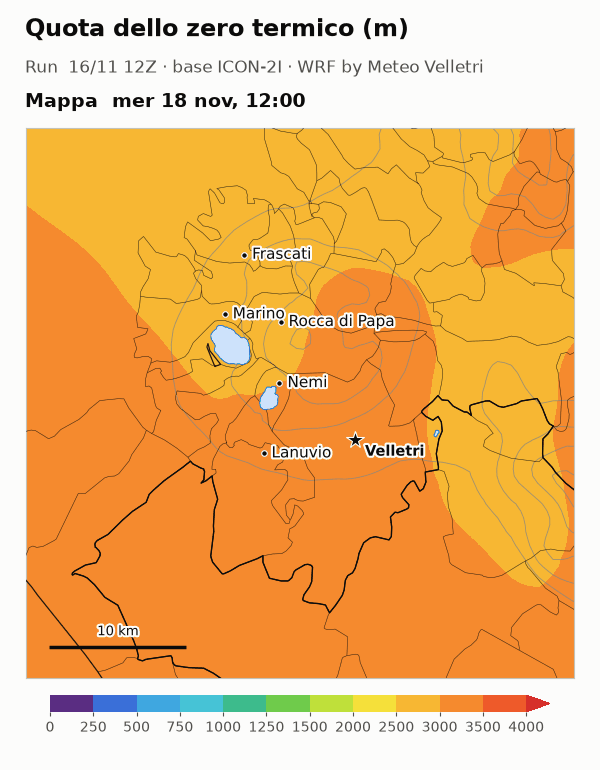 Quota dello zero termico (m)
Run 16/11 12Z · base ICON-2I · WRF by Meteo Velletri
Mappa mer 18 nov, 12:00
Frascati
Marino
Rocca di Papa
Nemi
Velletri
Lanuvio
10 km
0 250 500 750 1000 1250 1500 2000 2500 3000 3500 4000